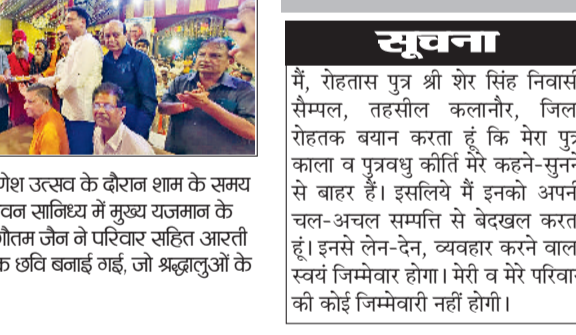 णेश उत्सव के दौरान शाम के समय
वन सानिध्य में मुख्य यजमान के
गौतम जैन ने परिवार सहित आरती
क छवि बनाई गई, जो श्रद्धालुओं के
सूचना
मैं, रोहतास पुत्र श्री शेर सिंह निवासी
सैम्पल, तहसील कलानौर, जिला
रोहतक बयान करता हूं कि मेरा पुत्र
काला व पुत्रवधु कीर्ति मेरे कहने-सुनने
से बाहर हैं। इसलिये मैं इनको अपनी
चल-अचल सम्पत्ति से बेदखल करता
हूं। इनसे लेन-देन, व्यवहार करने वाला
स्वयं जिम्मेवार होगा। मेरी व मेरे परिवार
की कोई जिम्मेवारी नहीं होगी।